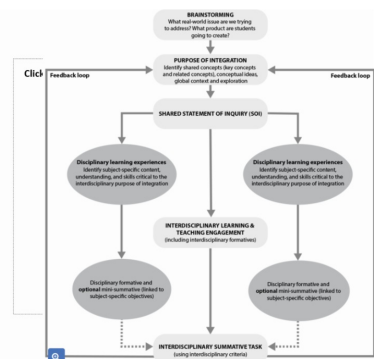 BRAINSTORMING
What real-world issue are we trying
to address? What product are students
going to create?
PURPOSE OF INTEGRATION
Identify shared concepts (key concepts
and related concepts), conceptual ideas,
global context and exploration
Click
Feedback loop
Feedback loop
SHARED STATEMENT OF INQUIRY (SOI)
Disciplinary learning experiences
Identify subject-specific content,
understanding, and skills critical to the
interdisciplinary purpose of integration
Disciplinary learning experiences
Identify subject-specific content,
understanding, and skills critical to the
interdisciplinary purpose of integration
INTERDISCIPLINARY LEARNING &
TEACHING ENGAGEMENT
(including interdisciplinary formatives)
Disciplinary formative and
optional mini-summative (linked to
subject-specific objectives)
Disciplinary formative and
optional mini-summative (linked to
subject-specific objectives)
INTERDISCIPLINARY SUMMATIVE TASK
(using interdisciplinary criteria)